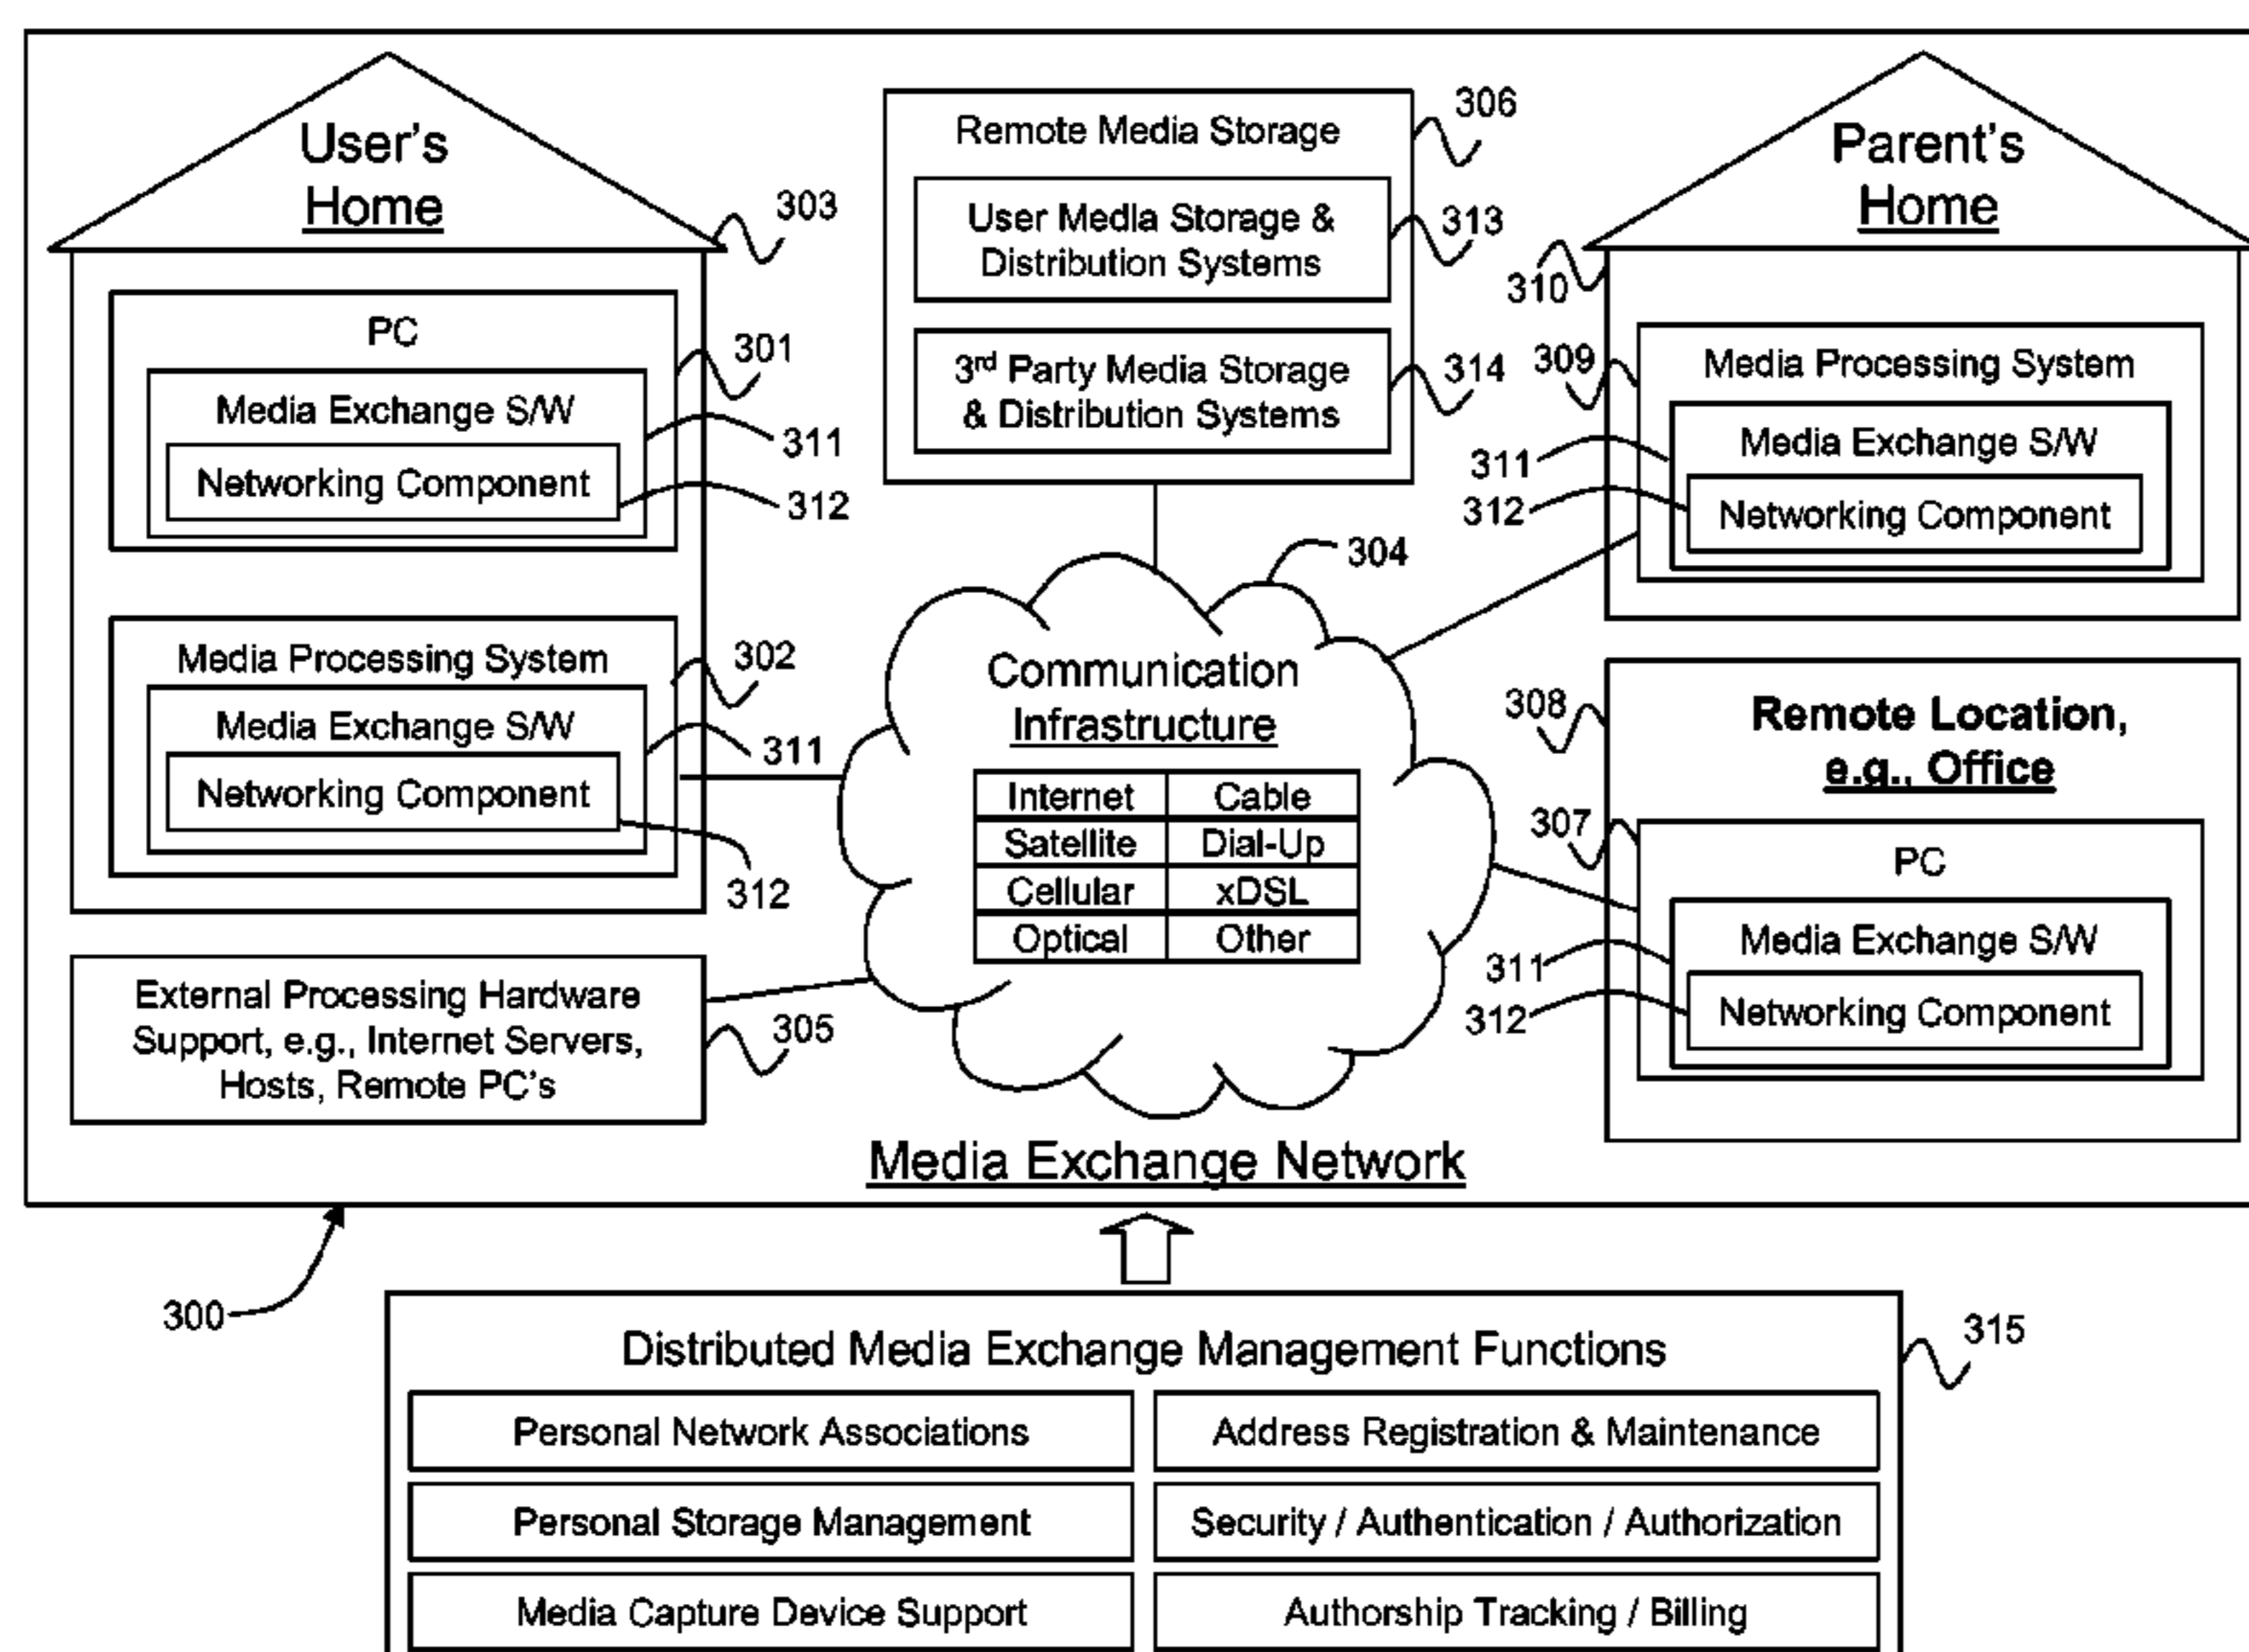 User's
Home
303
PC
301
Media Exchange S/W
311
Networking Component
312
Media Processing System
302
Media Exchange S/W
311
Networking Component
312
External Processing Hardware
Support, e.g., Internet Servers,
Hosts, Remote PC's
305
Remote Media Storage
306
User Media Storage &
Distribution Systems
313
3rd Party Media Storage
& Distribution Systems
314
304
Communication
Infrastructure
Internet Cable
Satellite Dial-Up
Cellular xDSL
Optical Other
Parent's
Home
310
309
Media Processing System
Media Exchange S/W
311
Networking Component
312
308
Remote Location,
e.g., Office
307
PC
Media Exchange S/W
311
Networking Component
312
Media Exchange Network
300
315
Distributed Media Exchange Management Functions
Personal Network Associations
Address Registration & Maintenance
Personal Storage Management
Security / Authentication / Authorization
Media Capture Device Support
Authorship Tracking / Billing